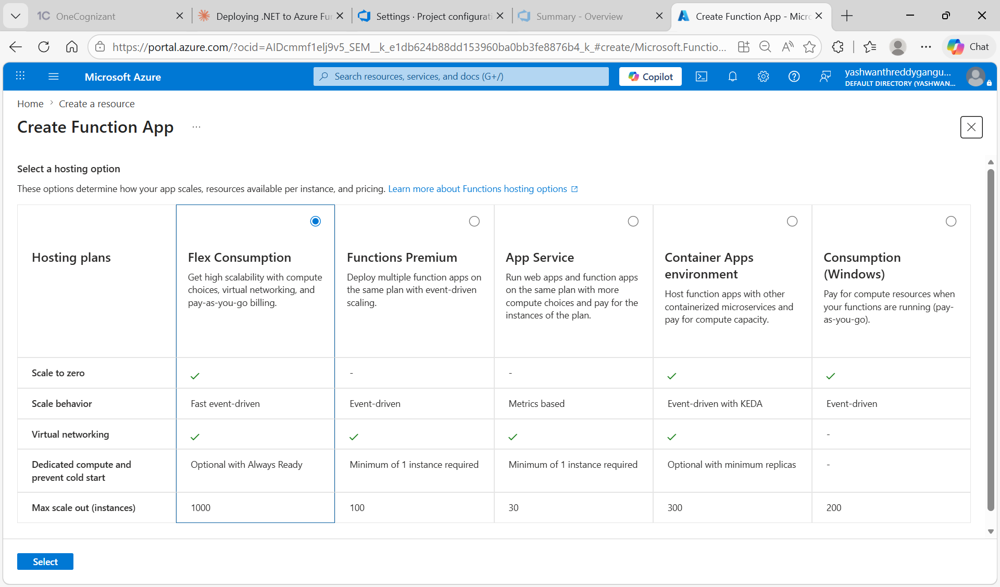 OneCognizant
Deploying .NET to Azure Fu
Settings · Project configurati
Summary - Overview
Create Function App - Micro
https://portal.azure.com/?ocid=AIDcmmf1elj9v5_SEM__k_e1db624b88dd153960ba0bb3fe8876b4_k_#create/Microsoft.Functio...
Chat
Microsoft Azure
Search resources, services, and docs (G+/)
Copilot
yashwanthreddygangu...
DEFAULT DIRECTORY (YASHWAN...
Home > Create a resource
Create Function App ...
Select a hosting option
These options determine how your app scales, resources available per instance, and pricing. Learn more about Functions hosting options
Hosting plans
Flex Consumption
Get high scalability with compute
choices, virtual networking, and
pay-as-you-go billing.
Functions Premium
Deploy multiple function apps on
the same plan with event-driven
scaling.
App Service
Run web apps and function apps
on the same plan with more
compute choices and pay for the
instances of the plan.
Container Apps
environment
Host function apps with other
containerized microservices and
pay for compute capacity.
Consumption
(Windows)
Pay for compute resources when
your functions are running (pay-
as-you-go).
Scale to zero
-
-
Scale behavior
Fast event-driven
Event-driven
Metrics based
Event-driven with KEDA
Event-driven
Virtual networking
-
Dedicated compute and
prevent cold start
Optional with Always Ready
Minimum of 1 instance required
Minimum of 1 instance required
Optional with minimum replicas
-
Max scale out (instances)
1000
100
30
300
200
Select